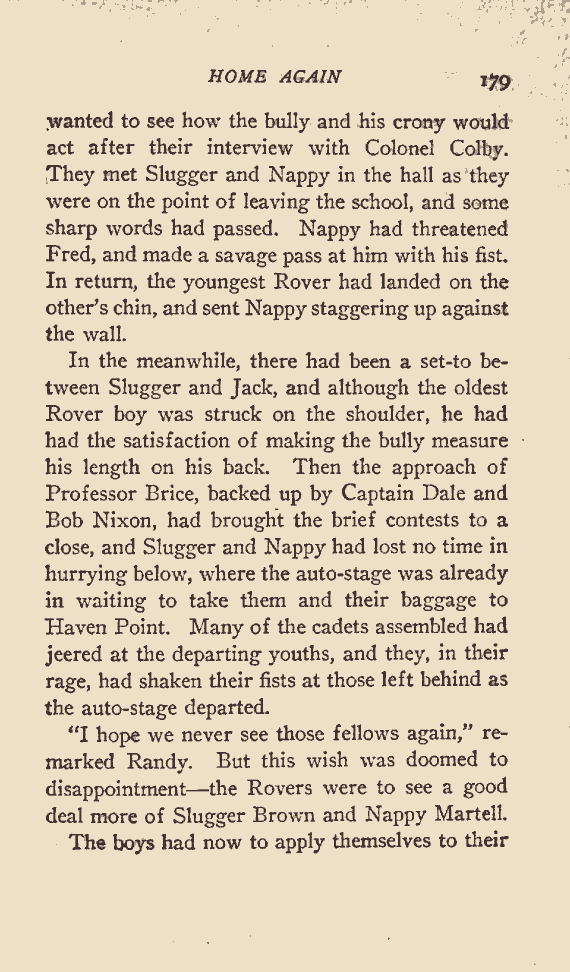 HOME AGAIN 179
wanted to see how the bully and his crony would
act after their interview with Colonel Colby.
They met Slugger and Nappy in the hall as they
were on the point of leaving the school, and some
sharp words had passed. Nappy had threatened
Fred, and made a savage pass at him with his fist.
In return, the youngest Rover had landed on the
other's chin, and sent Nappy staggering up against
the wall.
In the meanwhile, there had been a set-to be-
tween Slugger and Jack, and although the oldest
Rover boy was struck on the shoulder, he had
had the satisfaction of making the bully measure
his length on his back. Then the approach of
Professor Brice, backed up by Captain Dale and
Bob Nixon, had brought the brief contests to a
close, and Slugger and Nappy had lost no time in
hurrying below, where the auto-stage was already
in waiting to take them and their baggage to
Haven Point. Many of the cadets assembled had
jeered at the departing youths, and they, in their
rage, had shaken their fists at those left behind as
the auto-stage departed.
"I hope we never see those fellows again," re-
marked Randy. But this wish was doomed to
disappointment—the Rovers were to see a good
deal more of Slugger Brown and Nappy Martell.
The boys had now to apply themselves to their